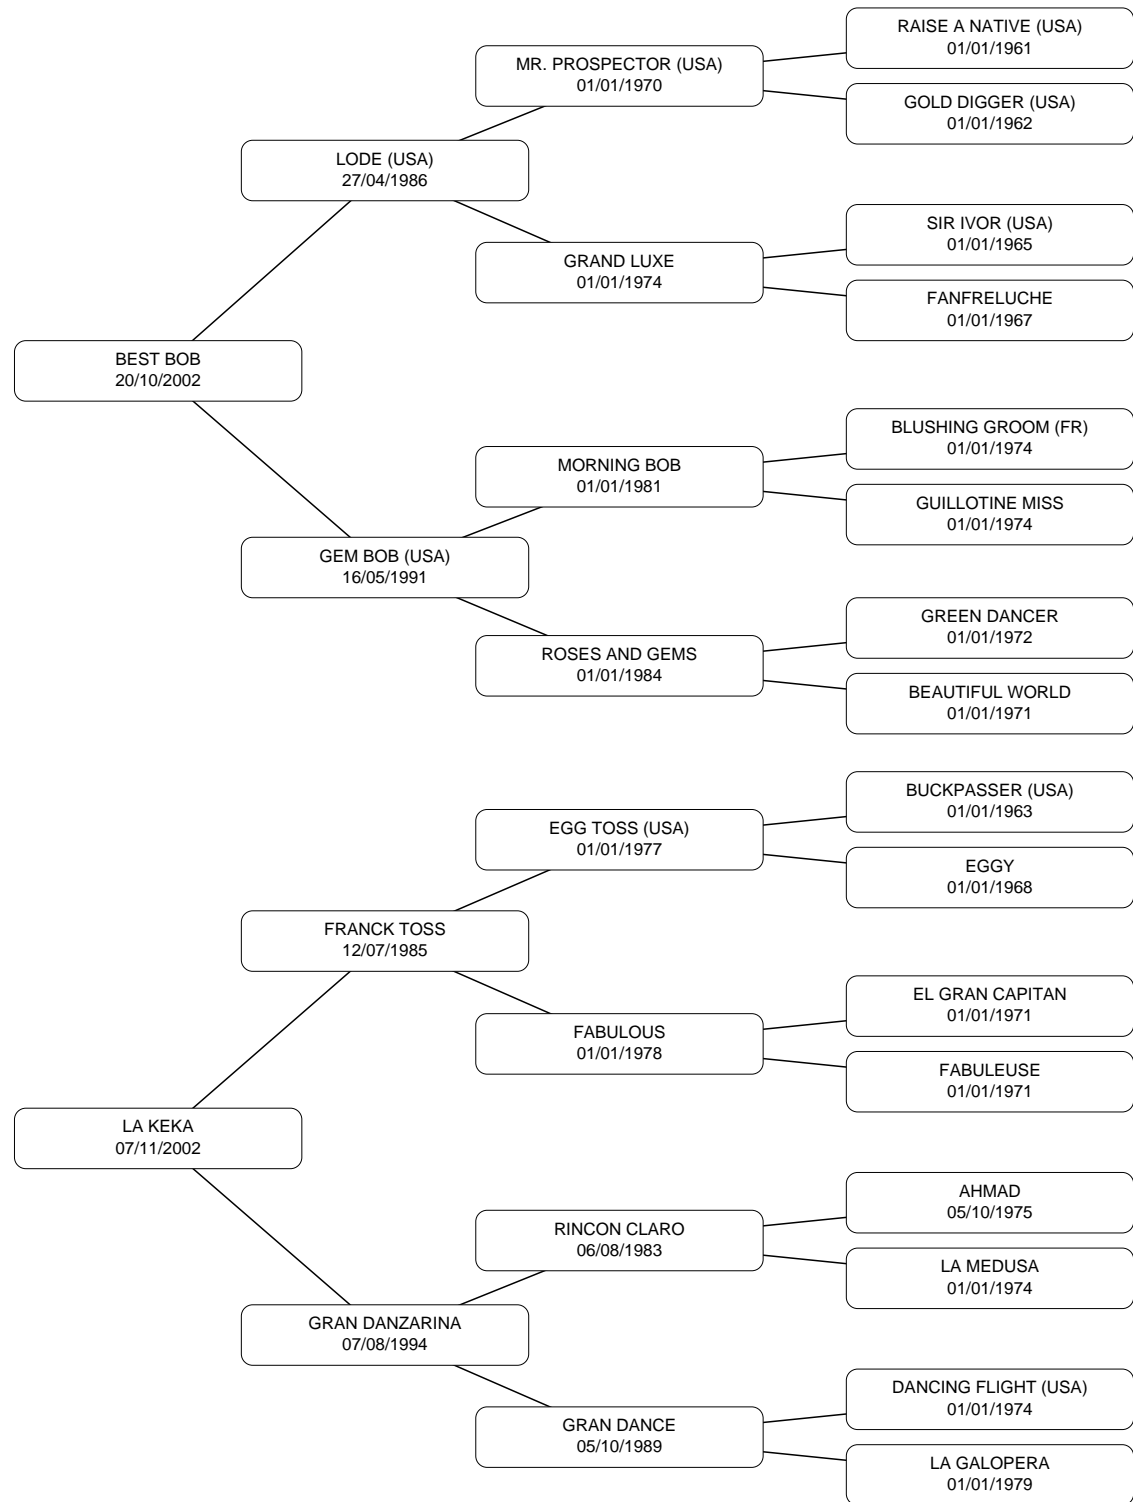 RAISE A NATIVE (USA)
01/01/1961
MR. PROSPECTOR (USA)
01/01/1970
GOLD DIGGER (USA)
01/01/1962
LODE (USA)
27/04/1986
SIR IVOR (USA)
01/01/1965
GRAND LUXE
01/01/1974
FANFRELUCHE
01/01/1967
BEST BOB
20/10/2002
BLUSHING GROOM (FR)
01/01/1974
MORNING BOB
01/01/1981
GUILLOTINE MISS
01/01/1974
GEM BOB (USA)
16/05/1991
GREEN DANCER
01/01/1972
ROSES AND GEMS
01/01/1984
BEAUTIFUL WORLD
01/01/1971
BUCKPASSER (USA)
01/01/1963
EGG TOSS (USA)
01/01/1977
EGGY
01/01/1968
FRANCK TOSS
12/07/1985
EL GRAN CAPITAN
01/01/1971
FABULOUS
01/01/1978
FABULEUSE
01/01/1971
LA KEKA
07/11/2002
AHMAD
05/10/1975
RINCON CLARO
06/08/1983
LA MEDUSA
01/01/1974
GRAN DANZARINA
07/08/1994
DANCING FLIGHT (USA)
01/01/1974
GRAN DANCE
05/10/1989
LA GALOPERA
01/01/1979